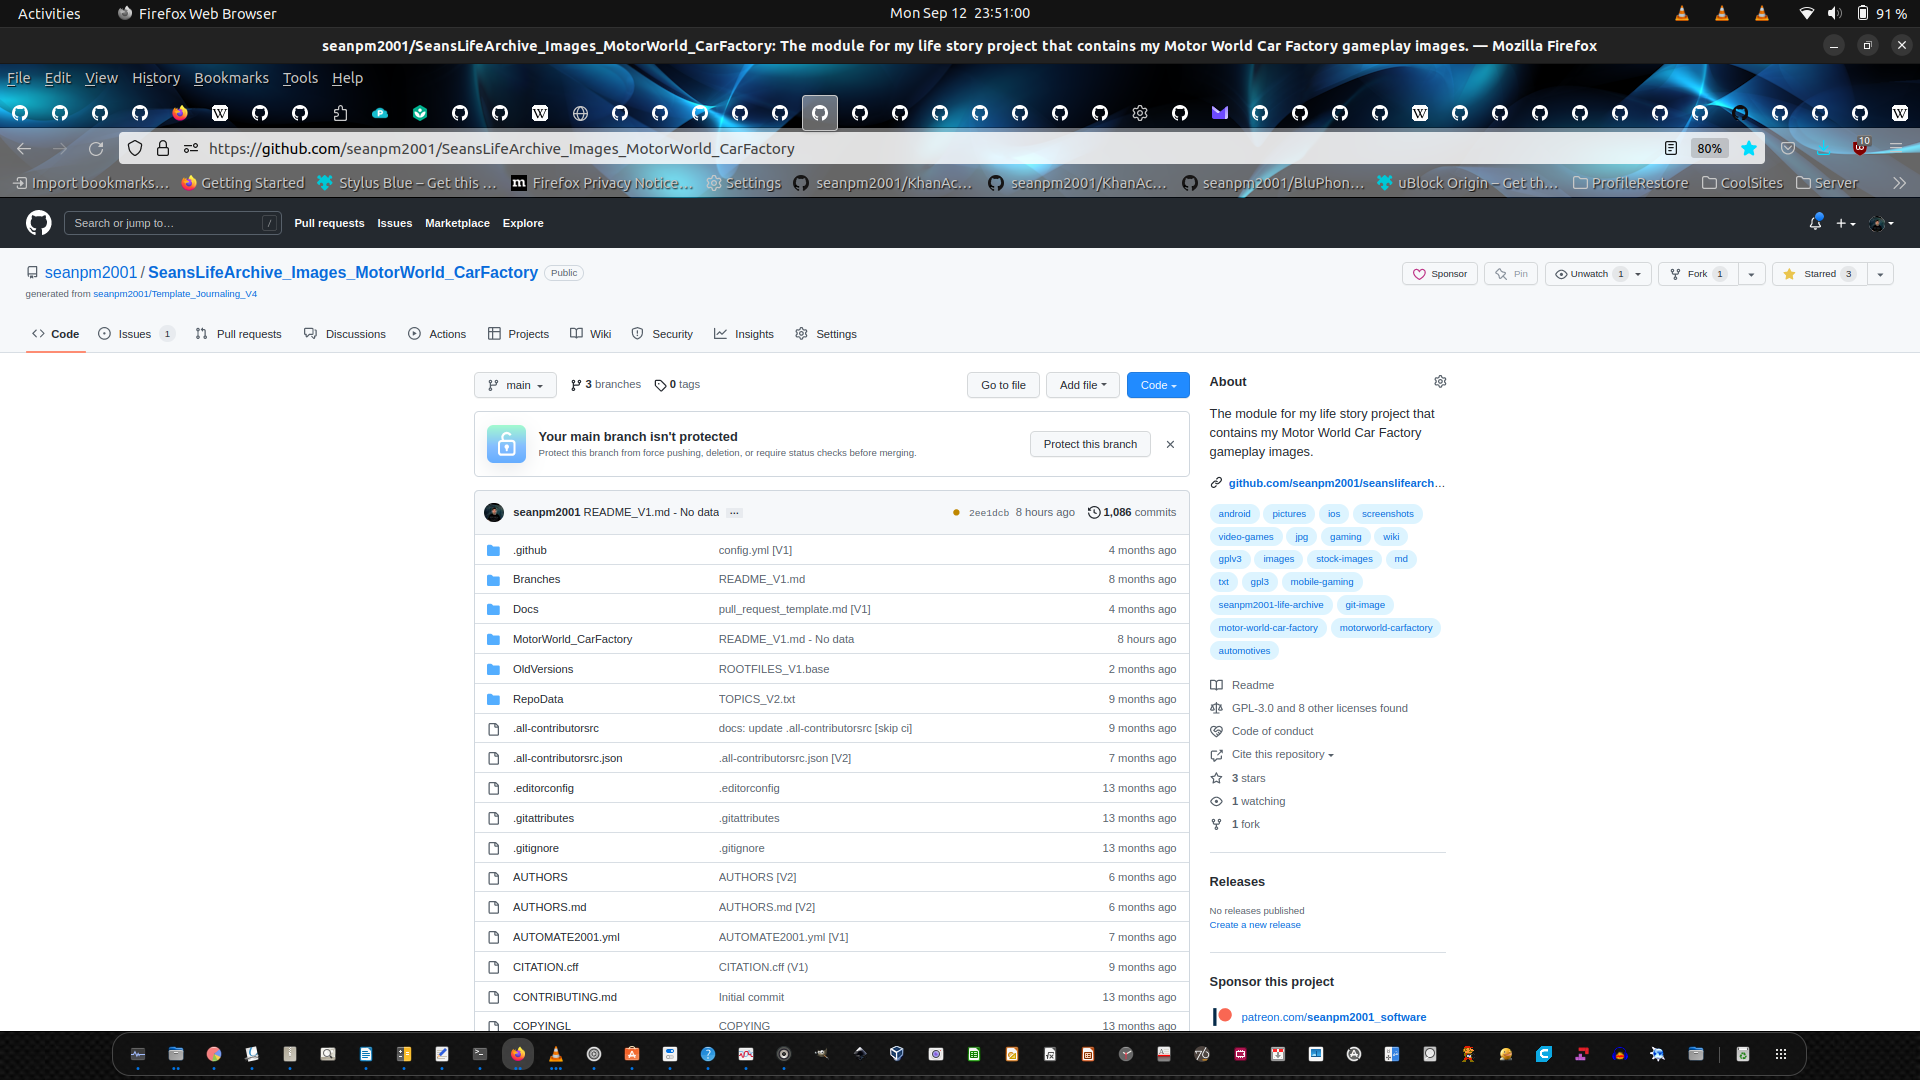 Activities Firefox Web Browser Mon Sep 12 23:51:00 91 %
seanpm2001/SeansLifeArchive_Images_MotorWorld_CarFactory: The module for my life story project that contains my Motor World Car Factory gameplay images. — Mozilla Firefox
File Edit View History Bookmarks Tools Help
https://github.com/seanpm2001/SeansLifeArchive_Images_MotorWorld_CarFactory 80% 10
Import bookmarks… Getting Started Stylus Blue – Get this … Firefox Privacy Notice… Settings seanpm2001/KhanAc… seanpm2001/KhanAc… seanpm2001/BluPhon… uBlock Origin – Get th… ProfileRestore CoolSites Server
Search or jump to… / Pull requests Issues Marketplace Explore
seanpm2001 / SeansLifeArchive_Images_MotorWorld_CarFactory Public Sponsor Pin Unwatch 1 Fork 1 Starred 3
generated from seanpm2001/Template_Journaling_V4
Code Issues 1 Pull requests Discussions Actions Projects Wiki Security Insights Settings
main 3 branches 0 tags Go to file Add file Code
Your main branch isn't protected
Protect this branch from force pushing, deletion, or require status checks before merging.
Protect this branch
seanpm2001 README_V1.md - No data … 2ee1dcb 8 hours ago 1,086 commits
.github config.yml [V1] 4 months ago
Branches README_V1.md 8 months ago
Docs pull_request_template.md [V1] 4 months ago
MotorWorld_CarFactory README_V1.md - No data 8 hours ago
OldVersions ROOTFILES_V1.base 2 months ago
RepoData TOPICS_V2.txt 9 months ago
.all-contributorsrc docs: update .all-contributorsrc [skip ci] 9 months ago
.all-contributorsrc.json .all-contributorsrc.json [V2] 7 months ago
.editorconfig .editorconfig 13 months ago
.gitattributes .gitattributes 13 months ago
.gitignore .gitignore 13 months ago
AUTHORS AUTHORS [V2] 6 months ago
AUTHORS.md AUTHORS.md [V2] 6 months ago
AUTOMATE2001.yml AUTOMATE2001.yml [V1] 7 months ago
CITATION.cff CITATION.cff (V1) 9 months ago
CONTRIBUTING.md Initial commit 13 months ago
COPYINGL COPYING 13 months ago
About
The module for my life story project that
contains my Motor World Car Factory
gameplay images.
github.com/seanpm2001/seanslifearch…
android pictures ios screenshots
video-games jpg gaming wiki
gplv3 images stock-images md
txt gpl3 mobile-gaming
seanpm2001-life-archive git-image
motor-world-car-factory motorworld-carfactory
automotives
Readme
GPL-3.0 and 8 other licenses found
Code of conduct
Cite this repository
3 stars
1 watching
1 fork
Releases
No releases published
Create a new release
Sponsor this project
patreon.com/seanpm2001_software